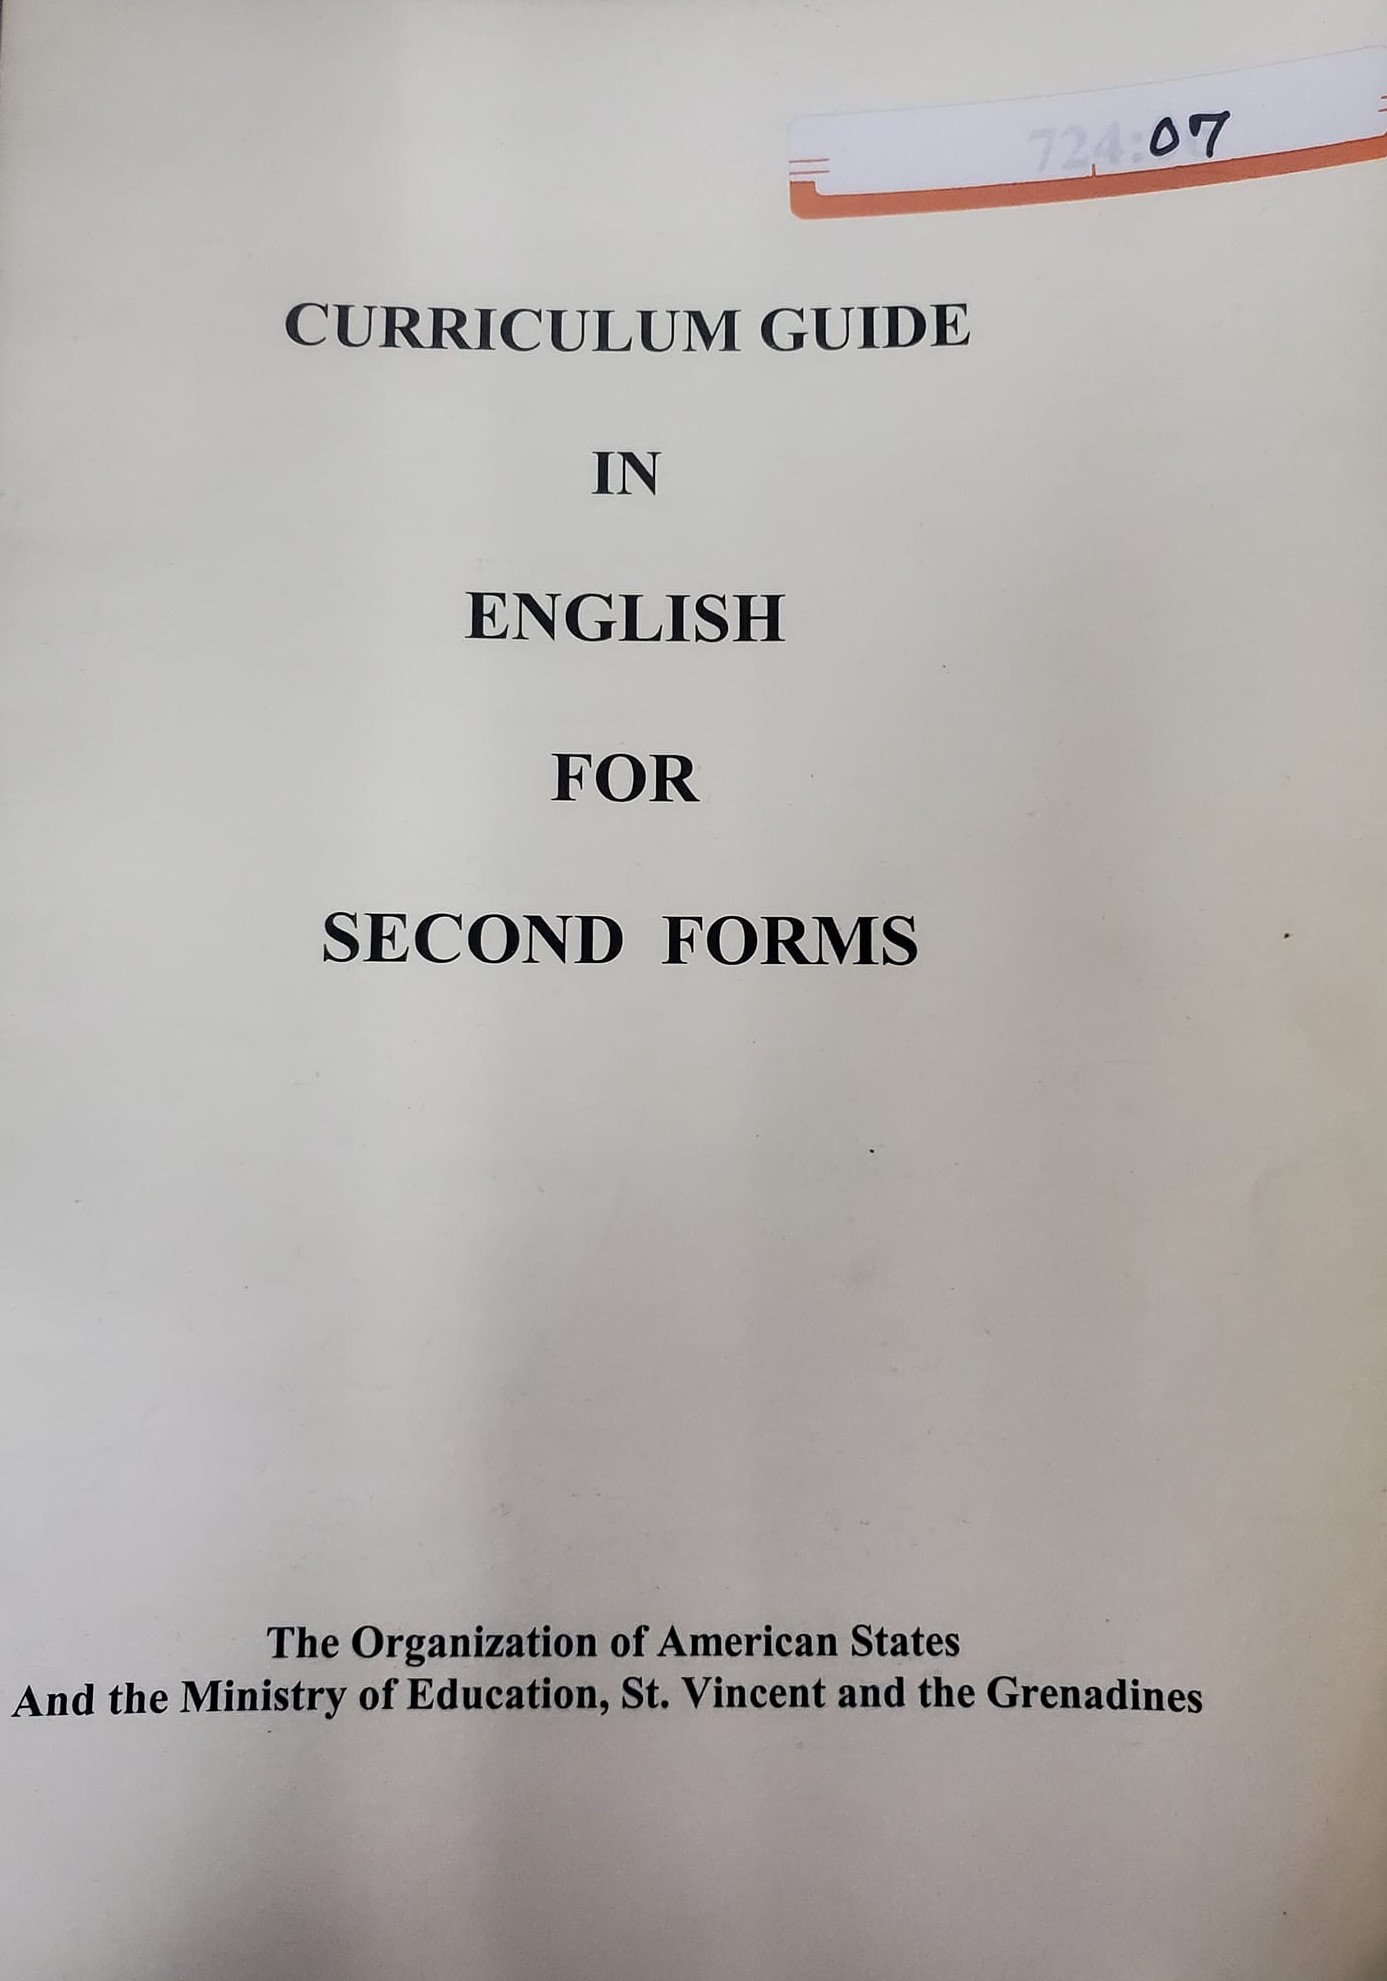 724:07
CURRICULUM GUIDE
IN
ENGLISH
FOR
SECOND FORMS
The Organization of American States
And the Ministry of Education, St. Vincent and the Grenadines